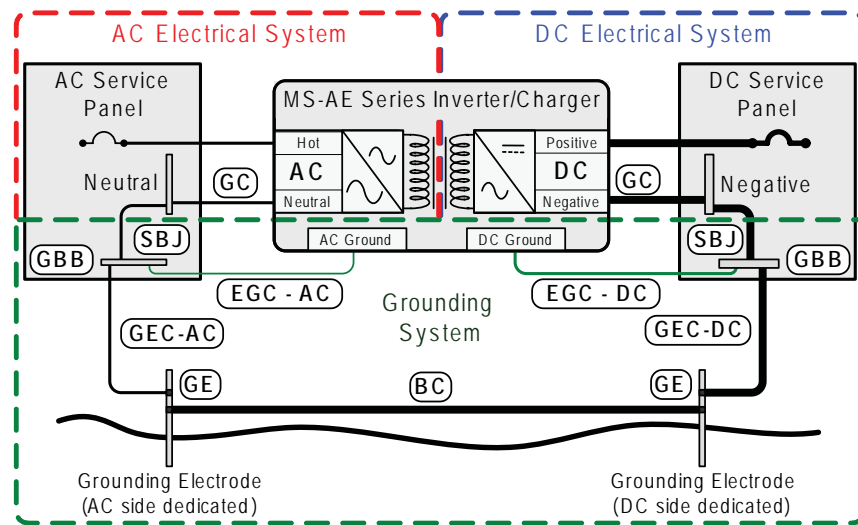 AC Electrical System
DC Electrical System
AC Service
Panel
MS-AE Series Inverter/Charger
DC Service
Panel
Hot
AC
Neutral
Positive
DC
Negative
Neutral
GC
GC
Negative
SBJ
SBJ
GBB
GBB
AC Ground
DC Ground
EGC - AC
EGC - DC
Grounding
System
GEC-AC
GEC-DC
GE
BC
GE
Grounding Electrode
(AC side dedicated)
Grounding Electrode
(DC side dedicated)